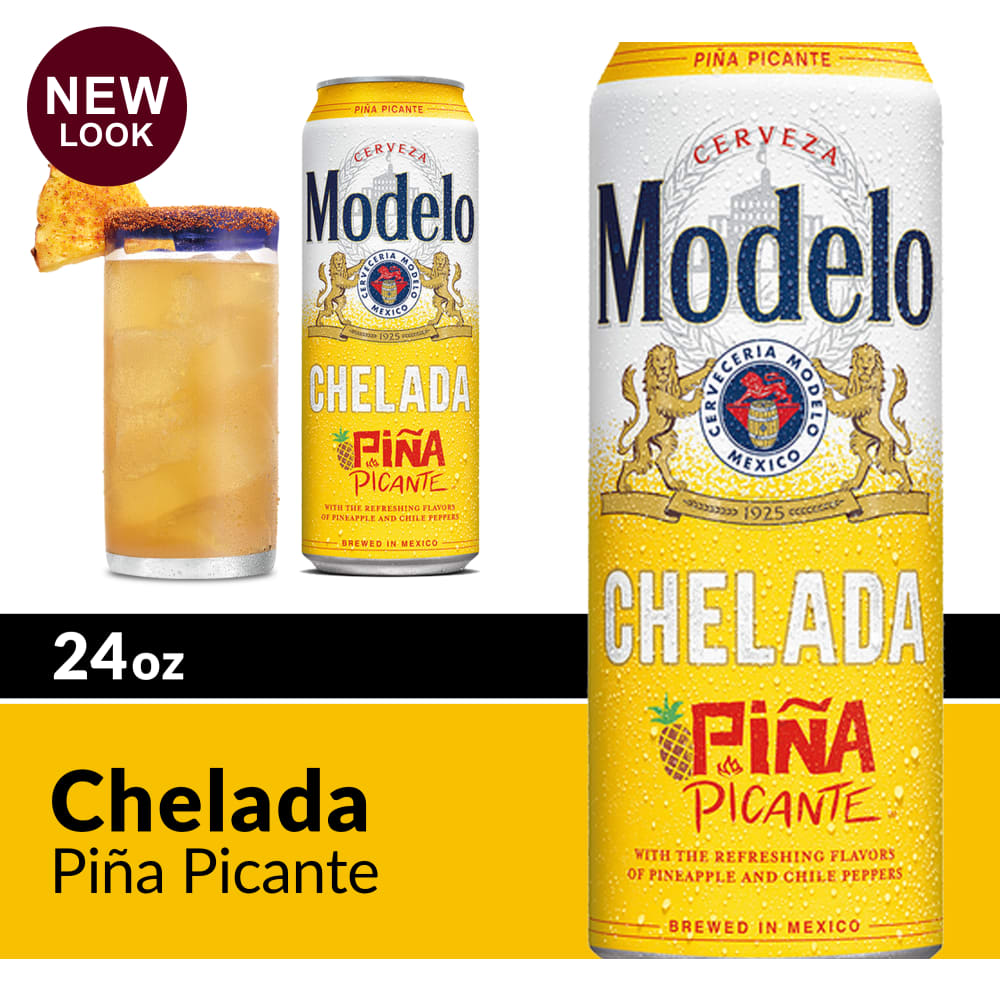 NEW
LOOK
PIÑA PICANTE
CERVEZA
Modelo
CERVECERIA MODELO
MEXICO
1925
CHELADA
PiÑA
PICANTE
WITH THE REFRESHING FLAVORS
OF PINEAPPLE AND CHILE PEPPERS
BREWED IN MEXICO
PIÑA PICANTE
CERVEZA
Modelo
CERVECERIA MODELO
MEXICO
1925
CHELADA
PiÑA
PICANTE
WITH THE REFRESHING FLAVORS
OF PINEAPPLE AND CHILE PEPPERS
BREWED IN MEXICO
24oz
Chelada
Piña Picante